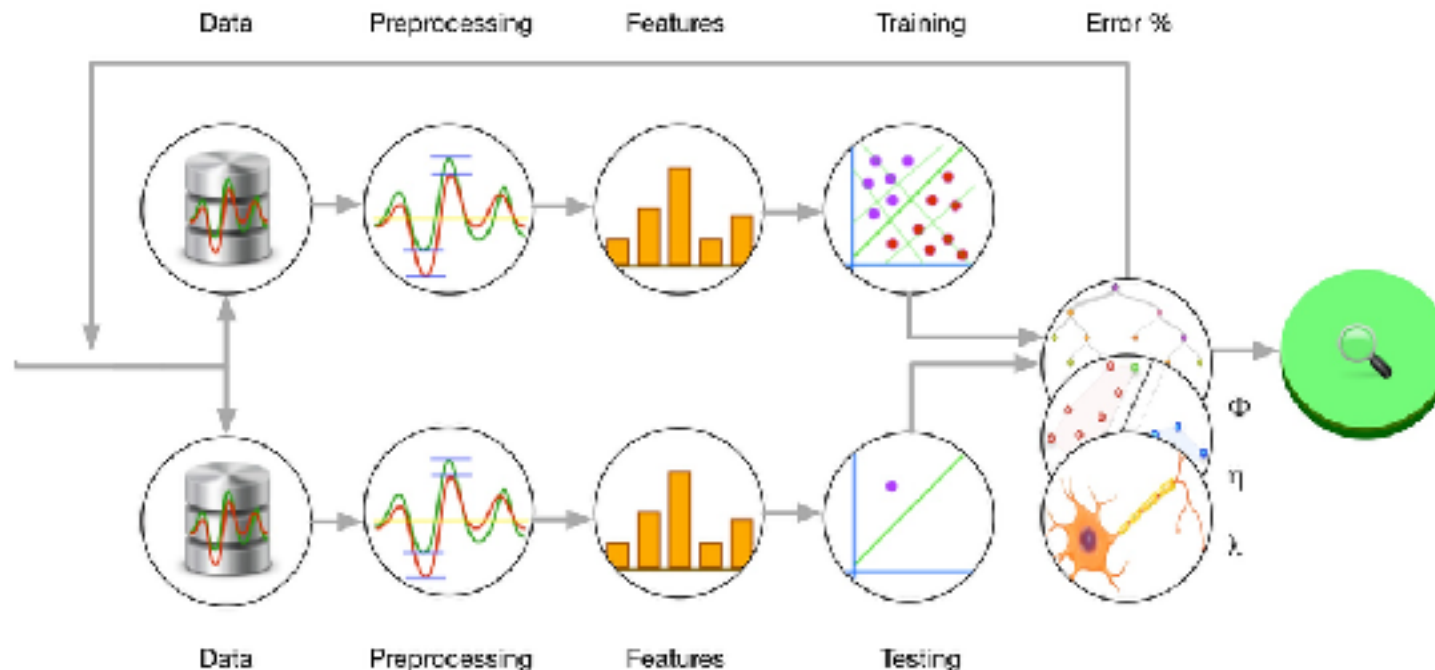 Data Preprocessing Features Training Error %
Φ
η
λ
Data Preprocessing Features Testing